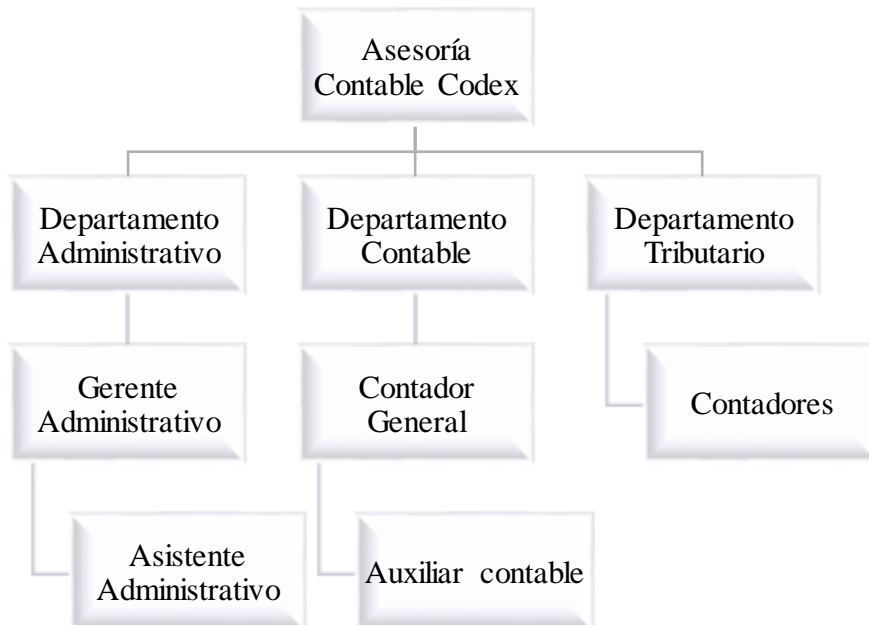 Asesoría
Contable Codex
Departamento
Administrativo
Departamento
Contable
Departamento
Tributario
Gerente
Administrativo
Contador
General
Contadores
Asistente
Administrativo
Auxiliar contable